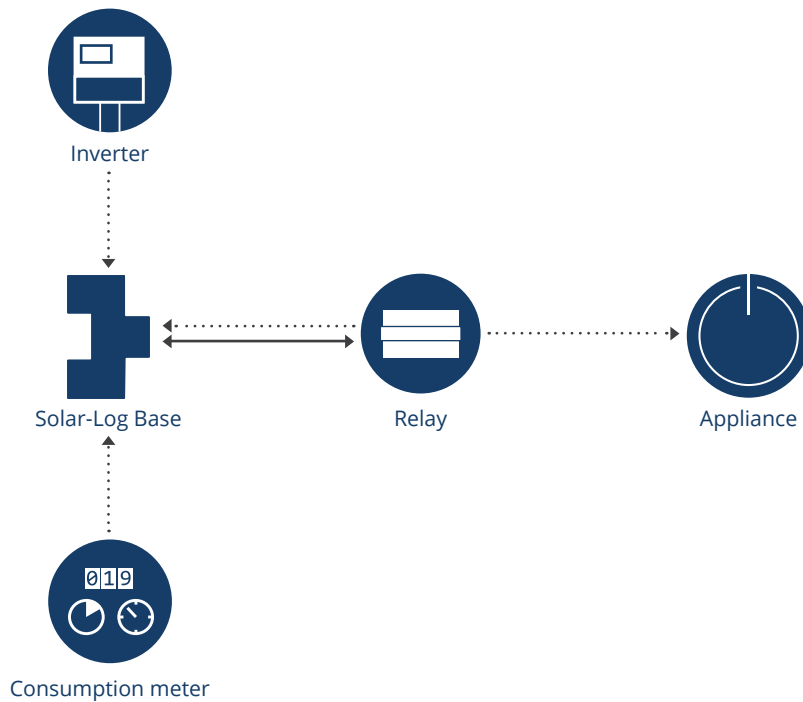 Inverter
Solar-Log Base
Relay
Appliance
019
Consumption meter